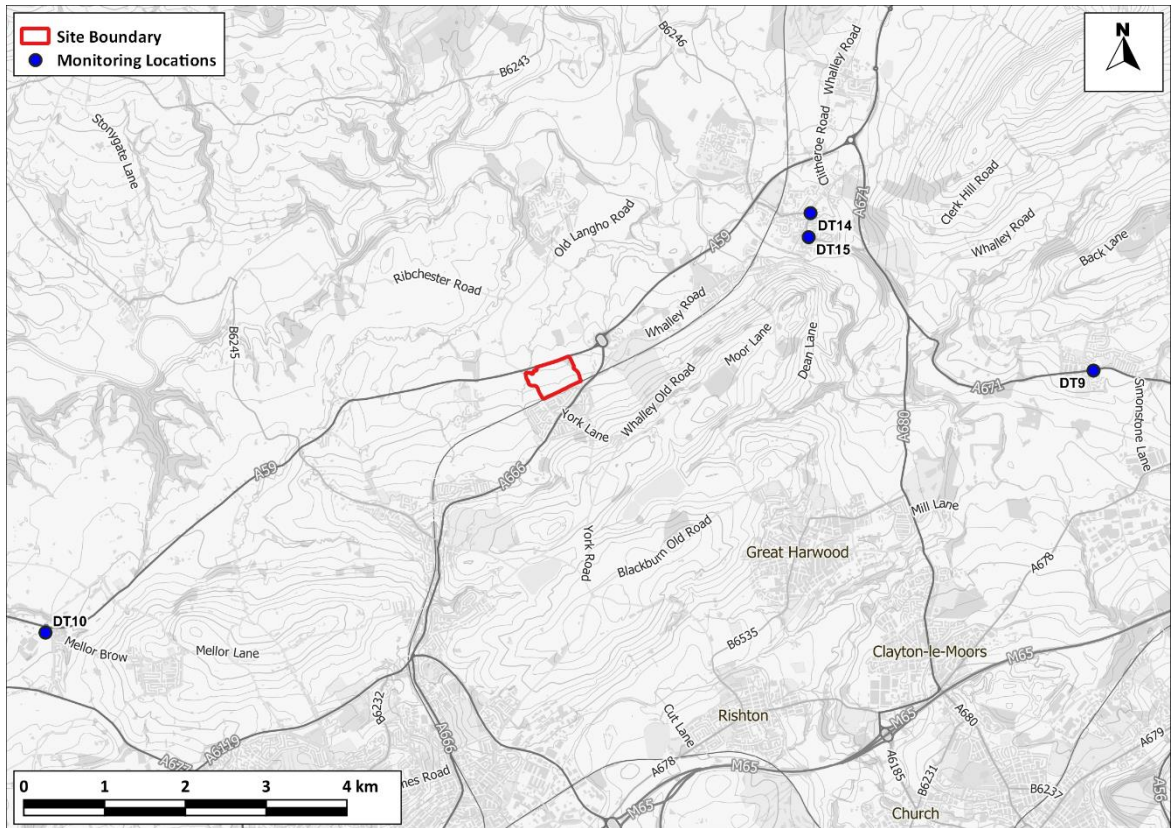 Site Boundary
Monitoring Locations
N
B6246
Whalley Road
B6243
Stonygate Lane
Clitheroe Road
A671
Clerk Hill Road
DT14
DT15
Old Langho Road
A59
Whalley Road
Back Lane
Ribchester Road
Whalley Road
Moor Lane
Dean Lane
B6245
DT9
A671
Simonstone Lane
Whalley Old Road
York Lane
A680
A59
A666
Mill Lane
York Road
Blackburn Old Road
Great Harwood
A678
DT10
Mellor Brow
Mellor Lane
B6535
Clayton-le-Moors
M65
B6232
Rishton
Cut Lane
M65
A680
A679
A6119
A677
A666
nes Road
A678
M65
A6185
B6231
B6237
A56
Church
M65
0 1 2 3 4 km